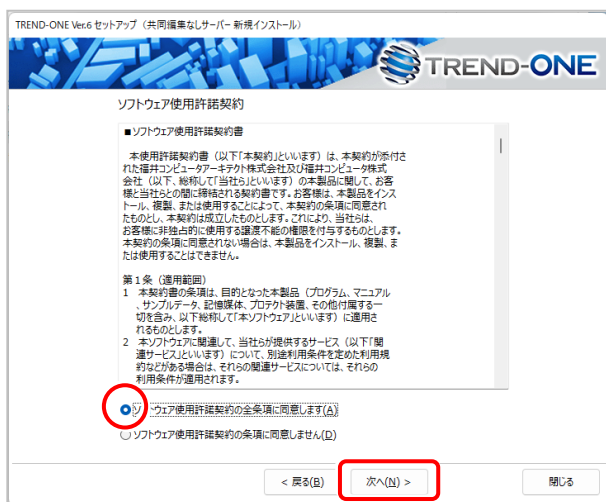 TREND-ONE Ver.6 セットアップ（共同編集なしサーバー 新規インストール）
TREND-ONE
ソフトウェア使用許諾契約
■ソフトウェア使用許諾契約書
本使用許諾契約書（以下「本契約」といいます）は、本契約が添付さ
れた福井コンピュータアーキテクト株式会社及び福井コンピュータ株式
会社（以下、総称して「当社ら」といいます）の本製品に関して、お客
様と当社らとの間に締結される契約書です。お客様は、本製品をインス
トール、複製、または使用することによって、本契約の条項に同意され
たものとし、本契約は成立したものとします。これにより、当社らは、
お客様に非独占的に使用する譲渡不能の権限を付与するものとします。
本契約の条項に同意されない場合は、本製品をインストール、複製、ま
たは使用することはできません。
第１条（適用範囲）
1 本契約書の条項は、目的となった本製品（プログラム、マニュアル
、サンプルデータ、記憶媒体、プロテクト装置、その他付属する一
切を含み、以下総称して「本ソフトウェア」といいます）に適用さ
れるものとします。
2 本ソフトウェアに関連して、当社らが提供するサービス（以下「関
連サービス」といいます）について、別途利用条件を定めた利用規
約などがある場合は、それらの関連サービスについては、それらの
利用条件が適用されます。
ソフトウェア使用許諾契約の全条項に同意します(A)
ソフトウェア使用許諾契約の条項に同意しません(D)
< 戻る(B)
次へ(N) >
閉じる